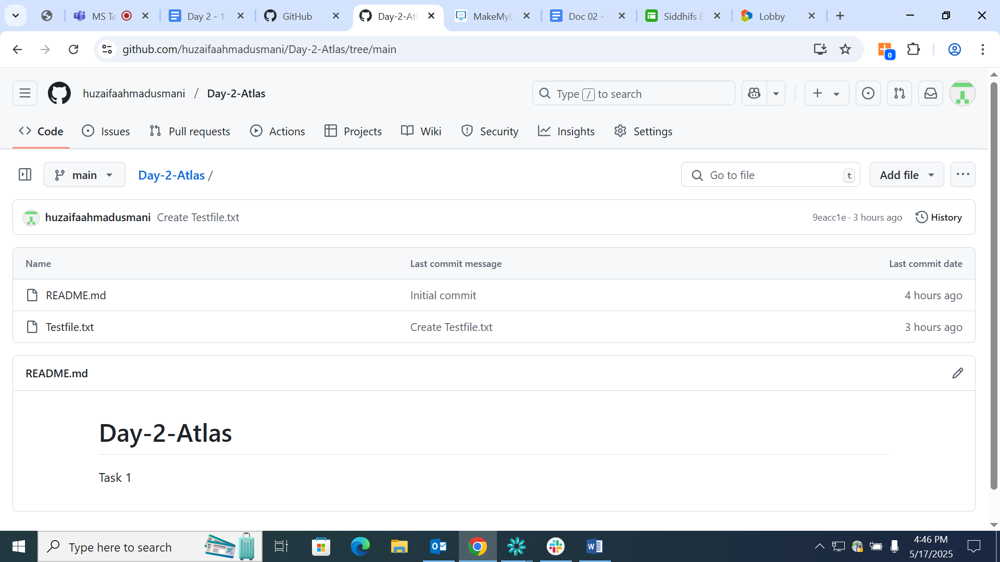 MS Te
Day 2 - 17
GitHub
Day-2-Atl
MakeMyL
Doc 02 -
Siddhifs E
Lobby
github.com/huzaifaahmadusmani/Day-2-Atlas/tree/main
0
huzaifaahmadusmani / Day-2-Atlas
Type / to search
Code
Issues
Pull requests
Actions
Projects
Wiki
Security
Insights
Settings
main
Day-2-Atlas /
Go to file
t
Add file
huzaifaahmadusmani Create Testfile.txt
9eacc1e · 3 hours ago
History
Name
Last commit message
Last commit date
README.md
Initial commit
4 hours ago
Testfile.txt
Create Testfile.txt
3 hours ago
README.md
Day-2-Atlas
Task 1
Type here to search
4:46 PM
5/17/2025